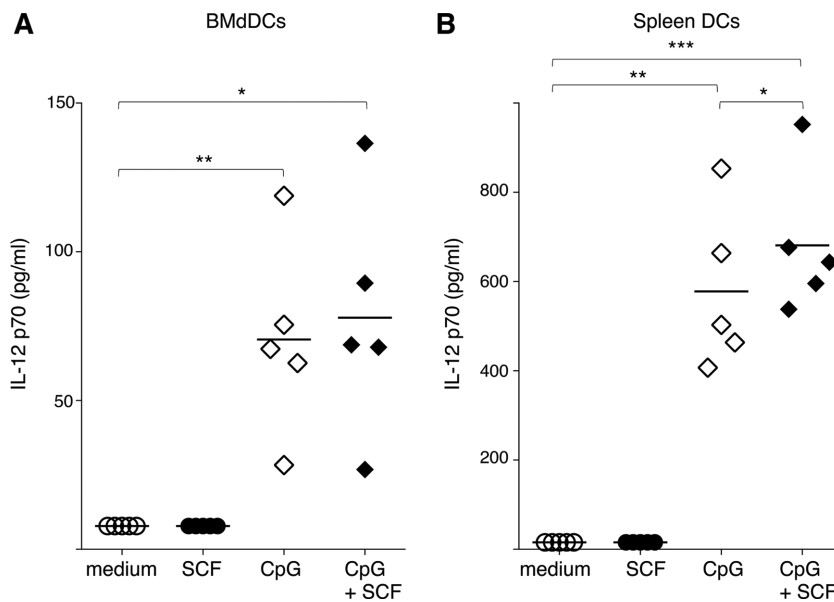 A
BMdDCs
IL-12 p70 (pg/ml)
150
100
50
*
**
medium
SCF
CpG
CpG
+ SCF
B
Spleen DCs
IL-12 p70 (pg/ml)
800
600
400
200
***
**
*
medium
SCF
CpG
CpG
+ SCF